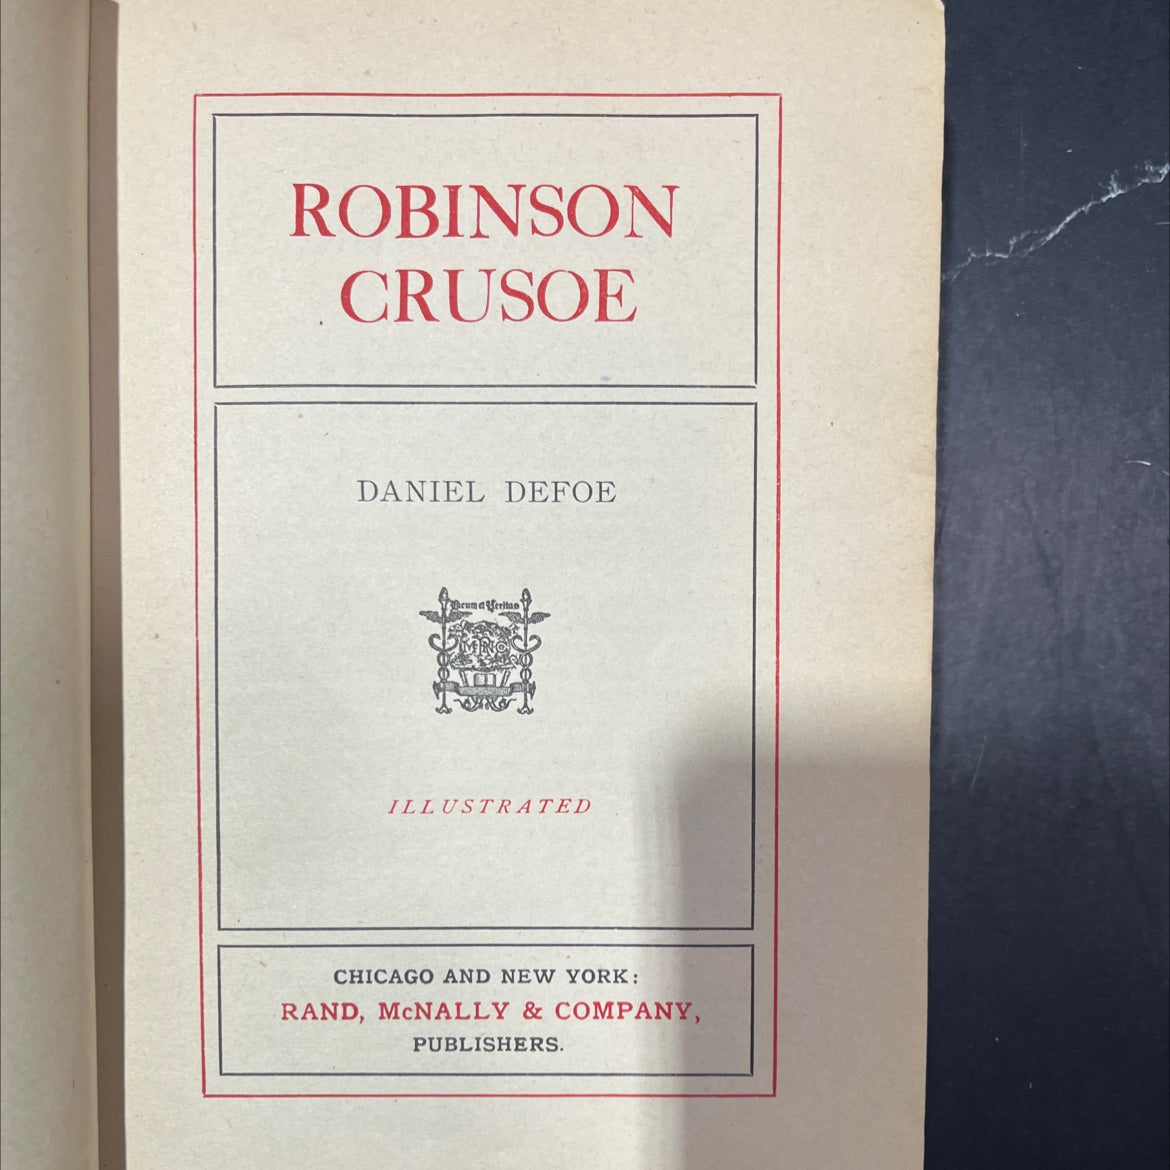 ROBINSON
CRUSOE
DANIEL DEFOE
ILLUSTRATED
CHICAGO AND NEW YORK:
RAND, McNALLY & COMPANY,
PUBLISHERS.